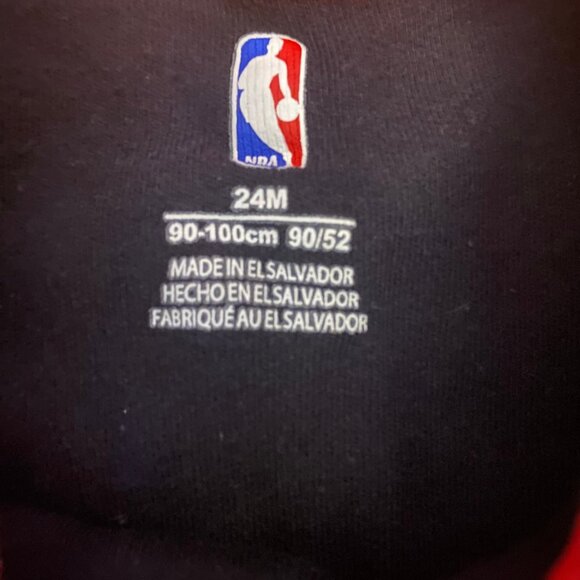 NBA
24M
90-100cm 90/52
MADE IN EL SALVADOR
HECHO EN EL SALVADOR
FABRIQUÉ AU EL SALVADOR